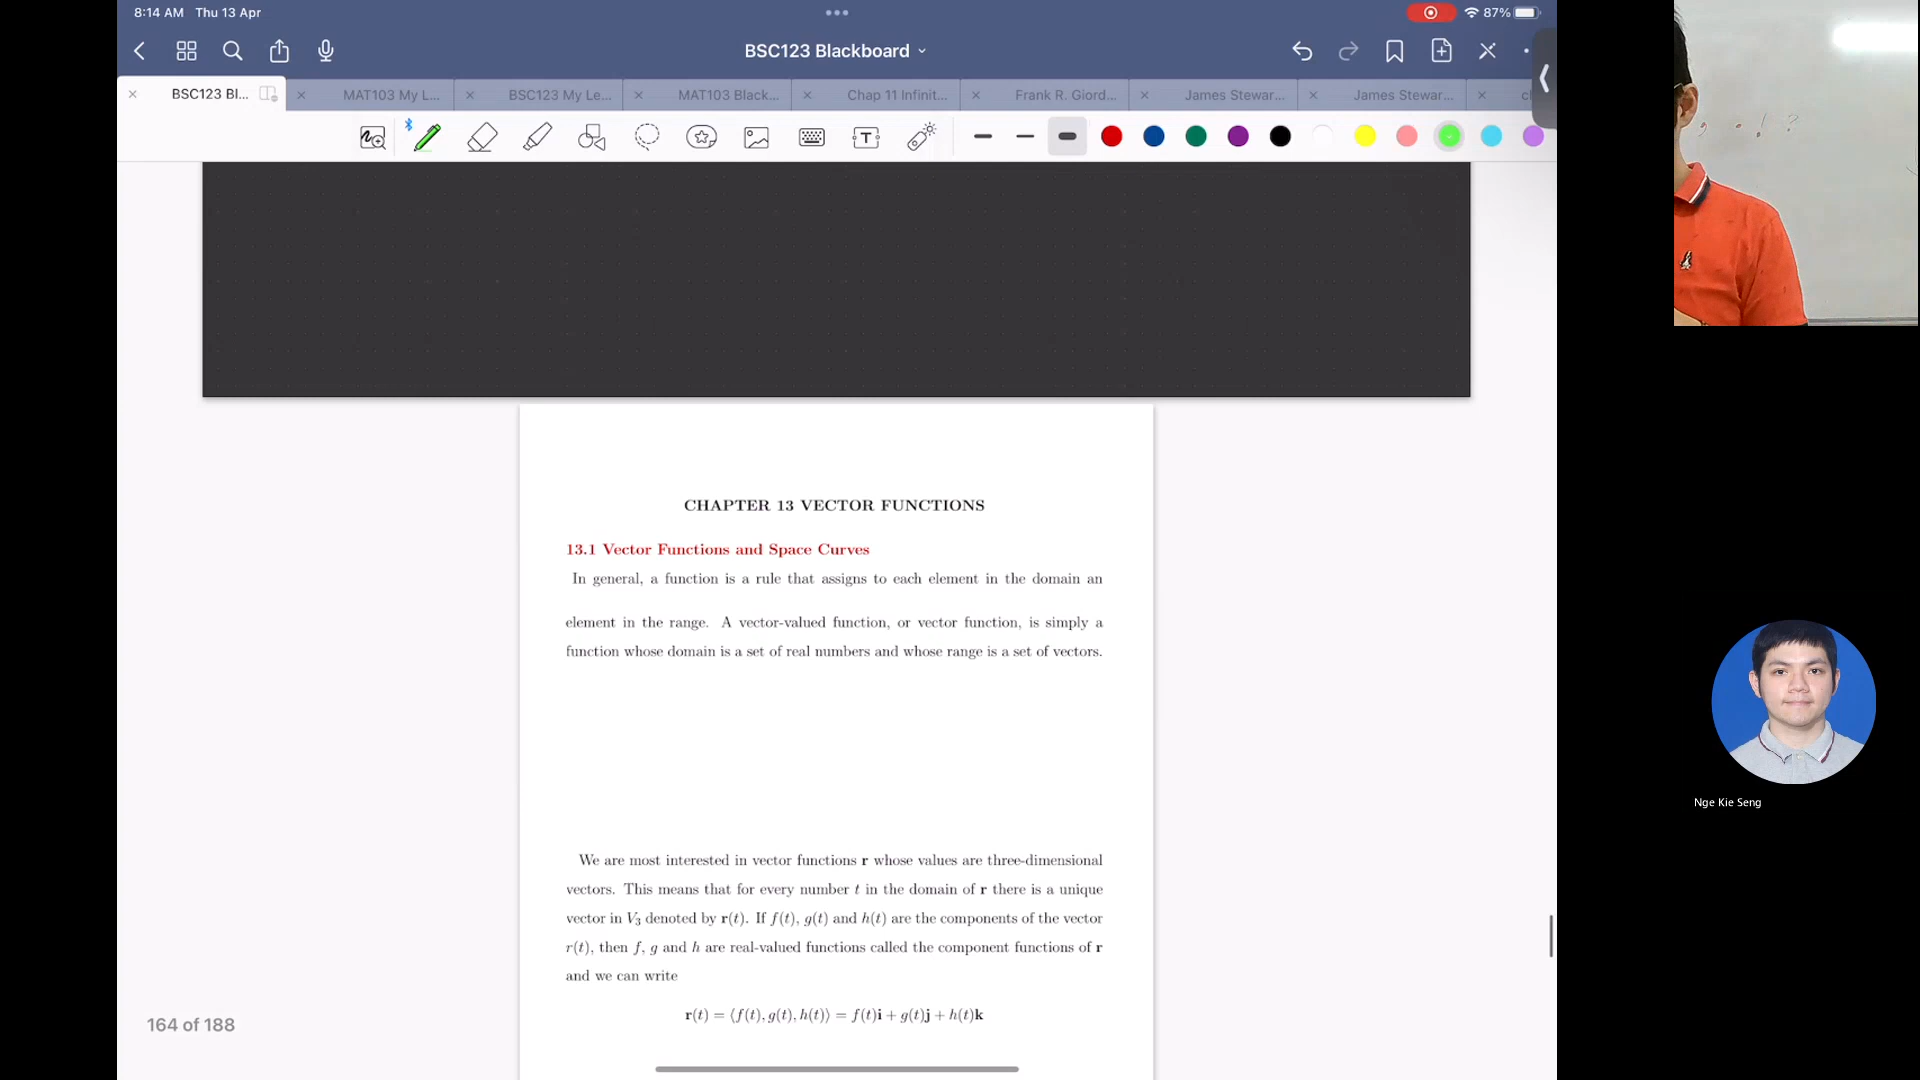 8:14 AM Thu 13 Apr
87%
BSC123 Blackboard
BSC123 Bl...
MAT103 My L...
BSC123 My Le...
MAT103 Black...
Chap 11 Infinit...
Frank R. Giord...
James Stewar...
James Stewar...
T
CHAPTER 13 VECTOR FUNCTIONS
13.1 Vector Functions and Space Curves
In general, a function is a rule that assigns to each element in the domain an
element in the range. A vector-valued function, or vector function, is simply a
function whose domain is a set of real numbers and whose range is a set of vectors.
We are most interested in vector functions r whose values are three-dimensional
vectors. This means that for every number t in the domain of r there is a unique
vector in V₃ denoted by r(t). If f(t), g(t) and h(t) are the components of the vector
r(t), then f, g and h are real-valued functions called the component functions of r
and we can write
r(t) = ⟨f(t), g(t), h(t)⟩ = f(t)i + g(t)j + h(t)k
164 of 188
Nge Kie Seng